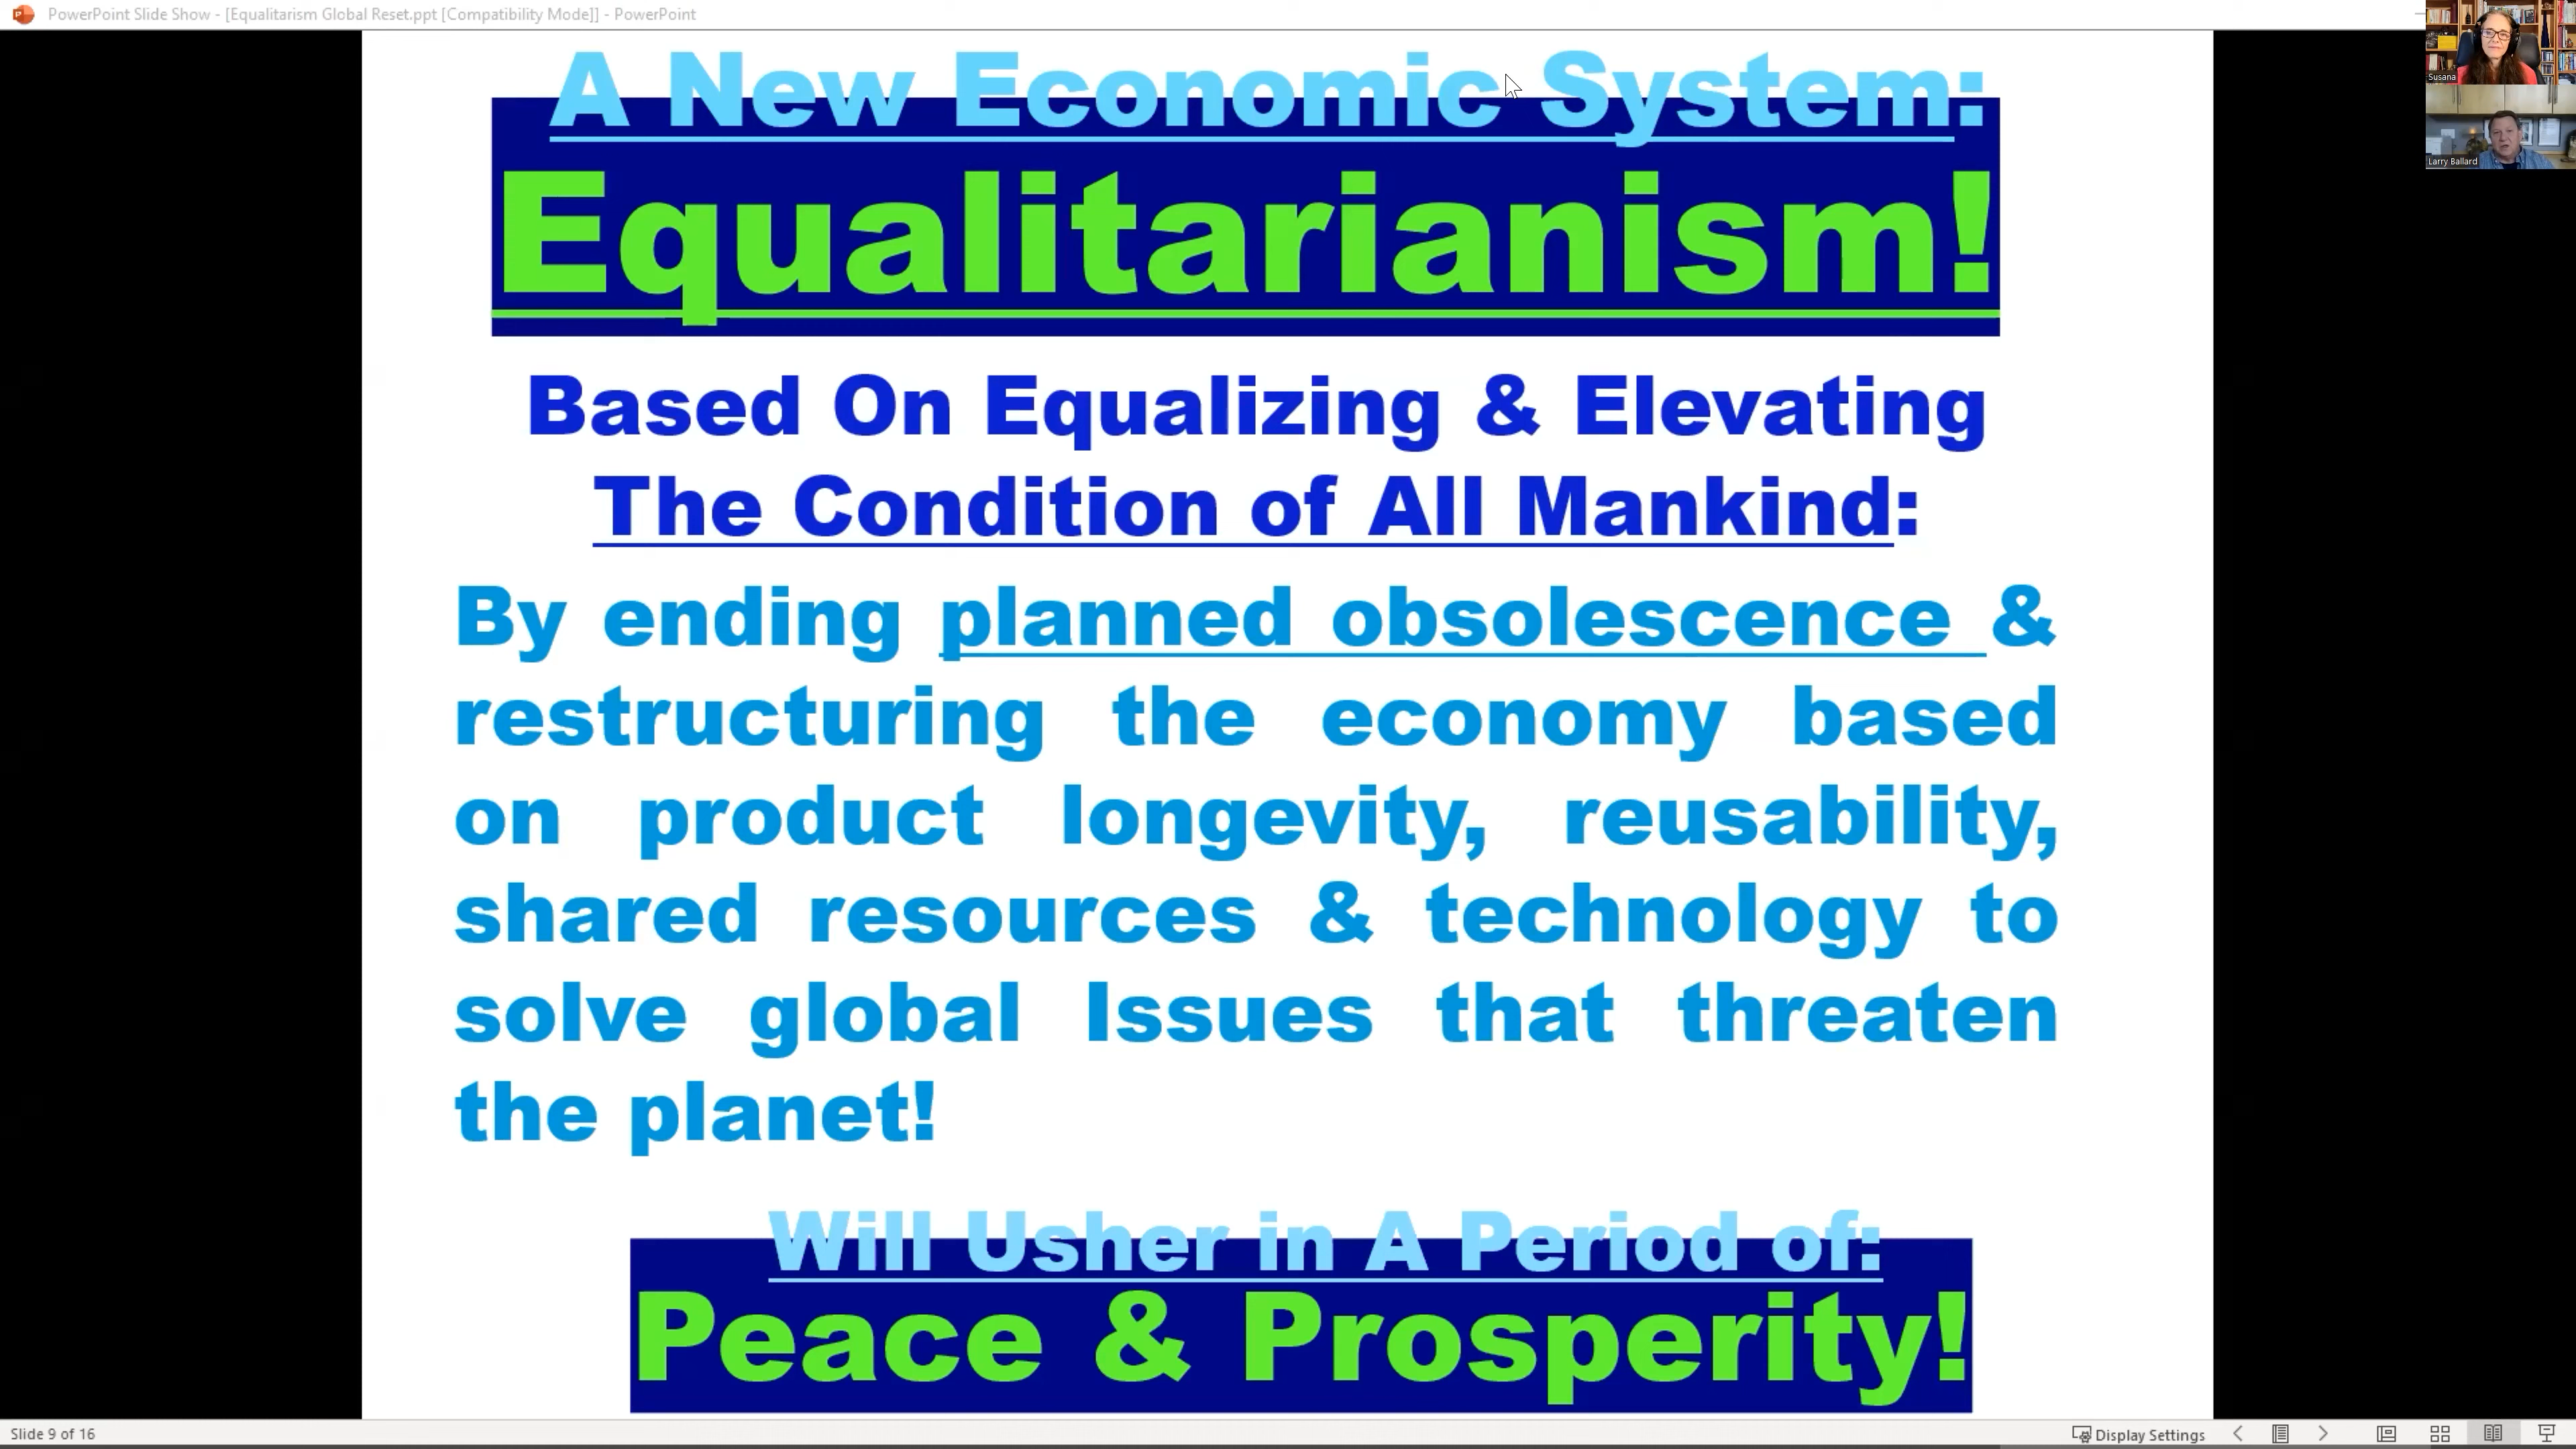 PowerPoint Slide Show - [Equalitarism Global Reset.ppt [Compatibility Mode]] - PowerPoint
Susana
Larry Ballard
A New Economic System:
Equalitarianism!
Based On Equalizing & Elevating
The Condition of All Mankind:
By ending planned obsolescence &
restructuring the economy based
on product longevity, reusability,
shared resources & technology to
solve global Issues that threaten
the planet!
Will Usher in A Period of:
Peace & Prosperity!
Slide 9 of 16
Display Settings